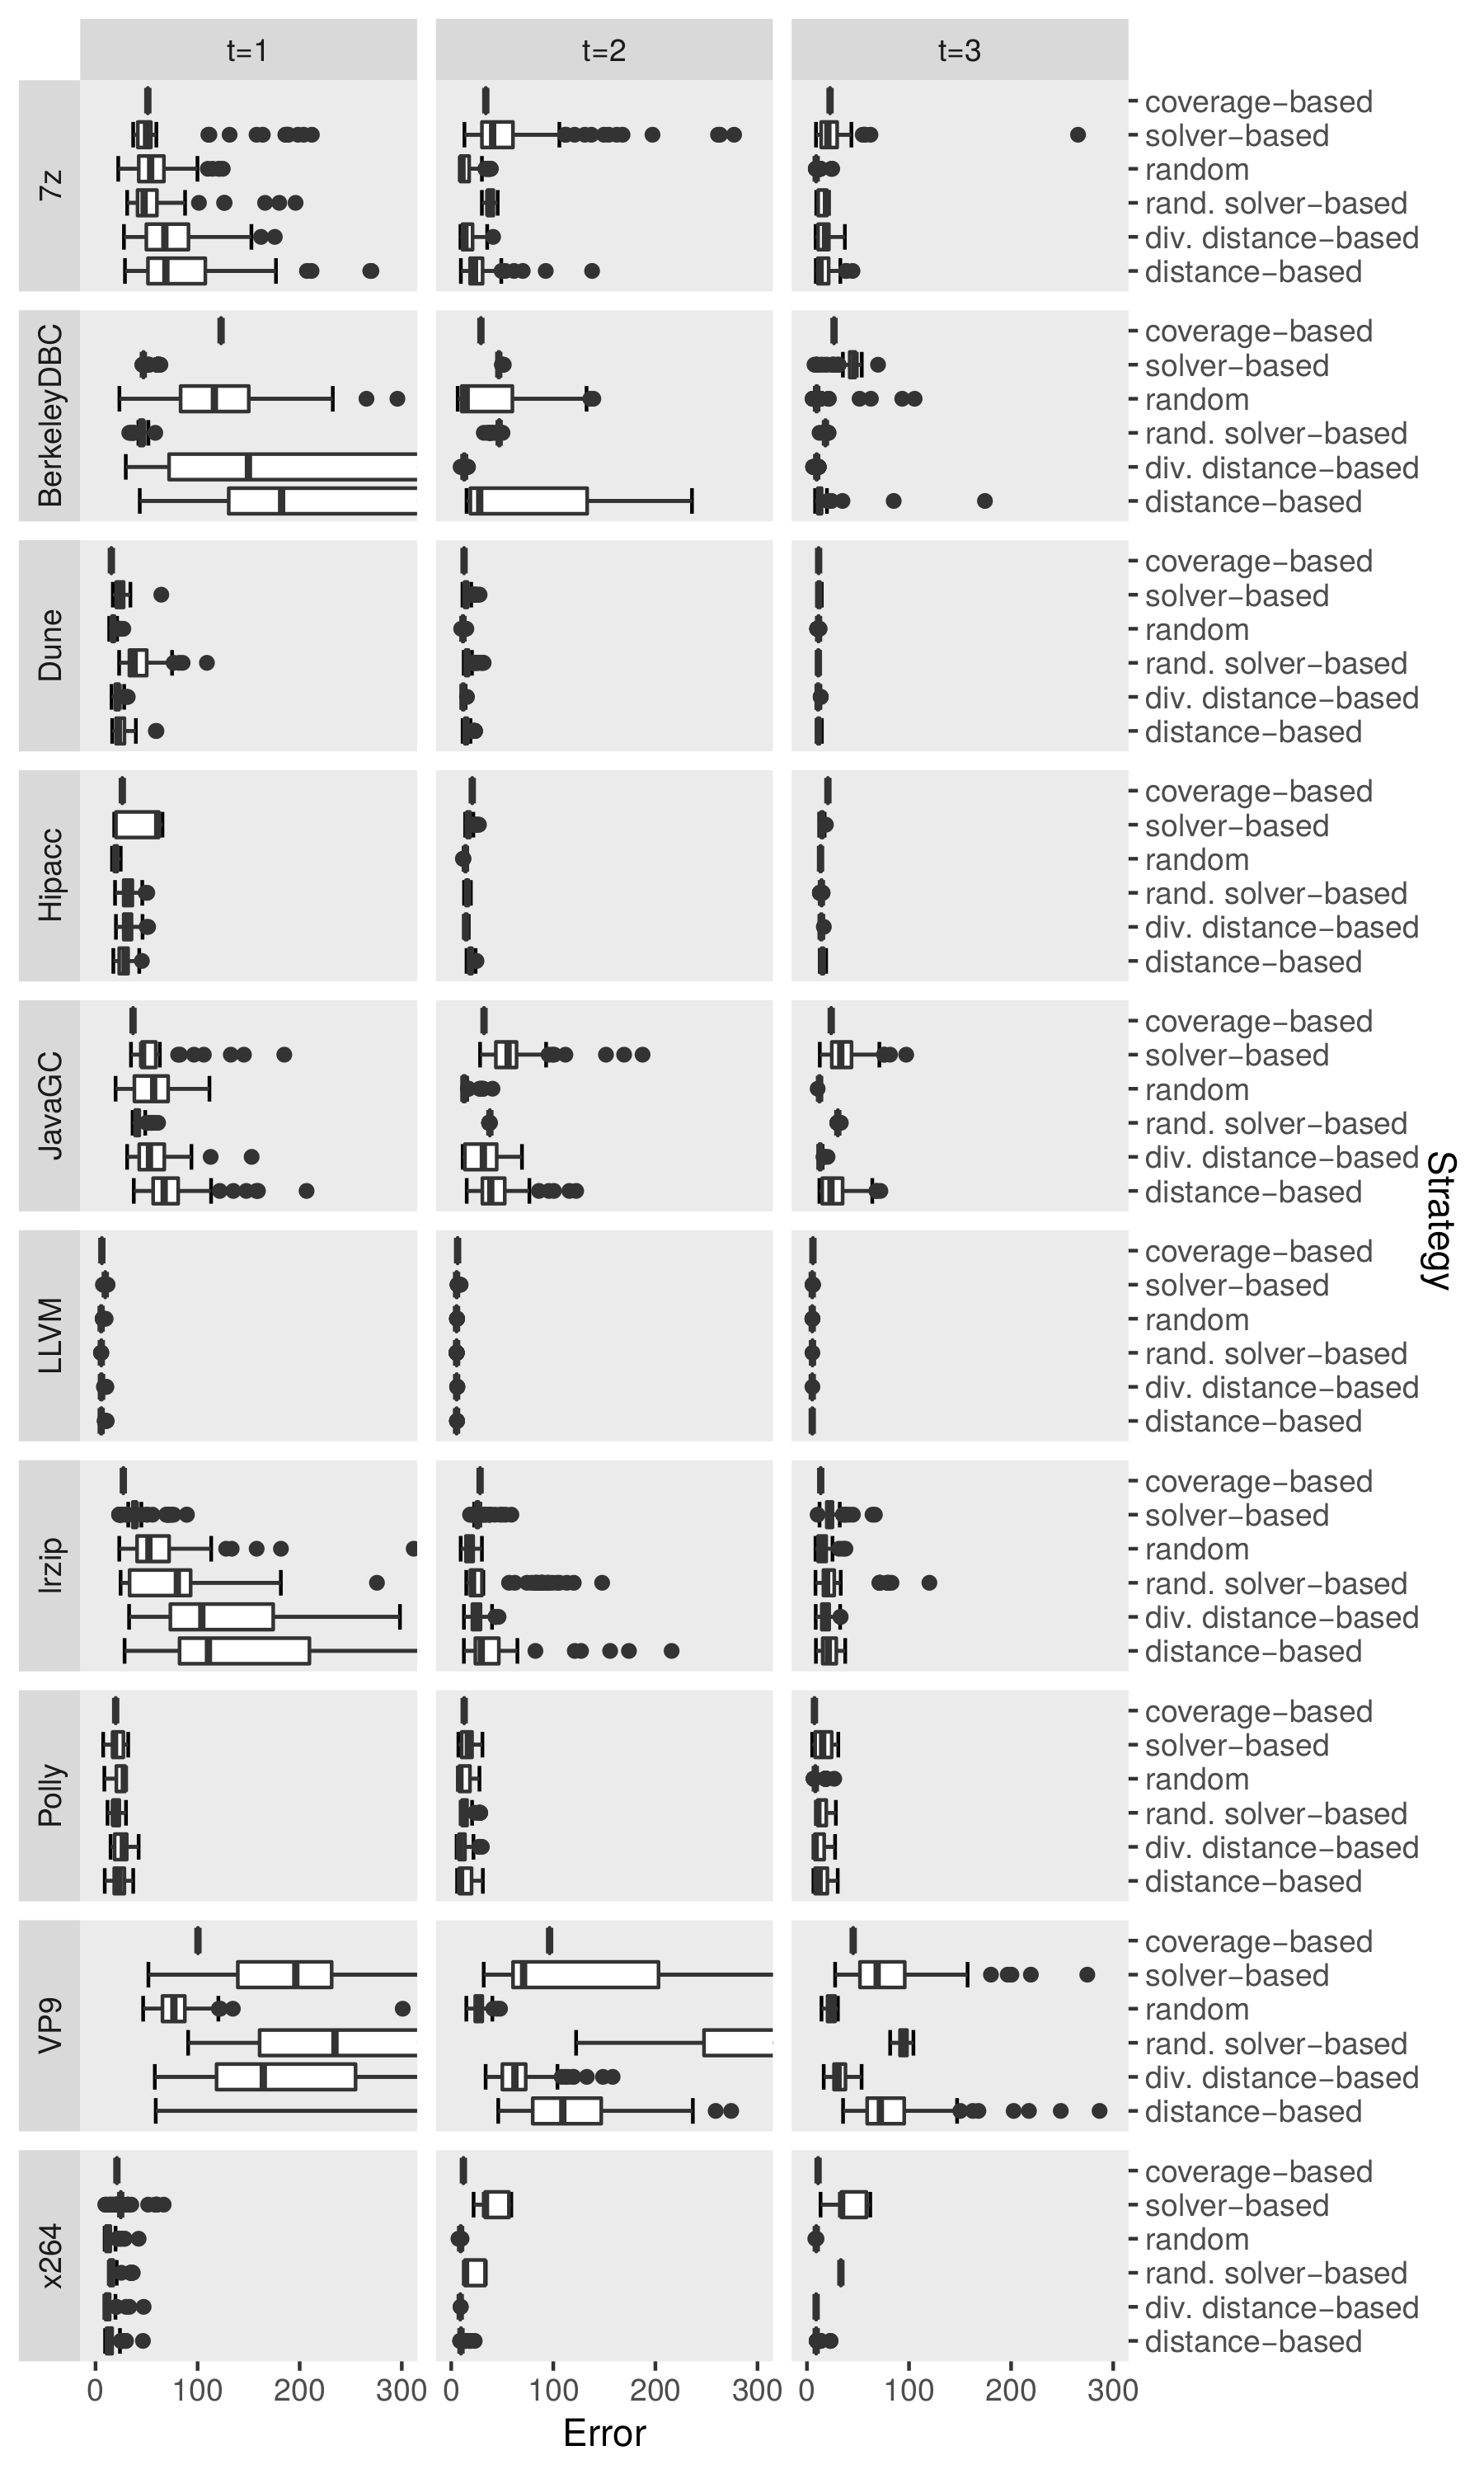 t=1 t=2 t=3
7z
coverage−based
solver−based
random
rand. solver−based
div. distance−based
distance−based
BerkeleyDBC
coverage−based
solver−based
random
rand. solver−based
div. distance−based
distance−based
Dune
coverage−based
solver−based
random
rand. solver−based
div. distance−based
distance−based
Hipacc
coverage−based
solver−based
random
rand. solver−based
div. distance−based
distance−based
JavaGC
coverage−based
solver−based
random
rand. solver−based
div. distance−based
distance−based
Strategy
LLVM
coverage−based
solver−based
random
rand. solver−based
div. distance−based
distance−based
lrzip
coverage−based
solver−based
random
rand. solver−based
div. distance−based
distance−based
Polly
coverage−based
solver−based
random
rand. solver−based
div. distance−based
distance−based
VP9
coverage−based
solver−based
random
rand. solver−based
div. distance−based
distance−based
x264
coverage−based
solver−based
random
rand. solver−based
div. distance−based
distance−based
0 100 200 300 0 100 200 300 0 100 200 300
Error